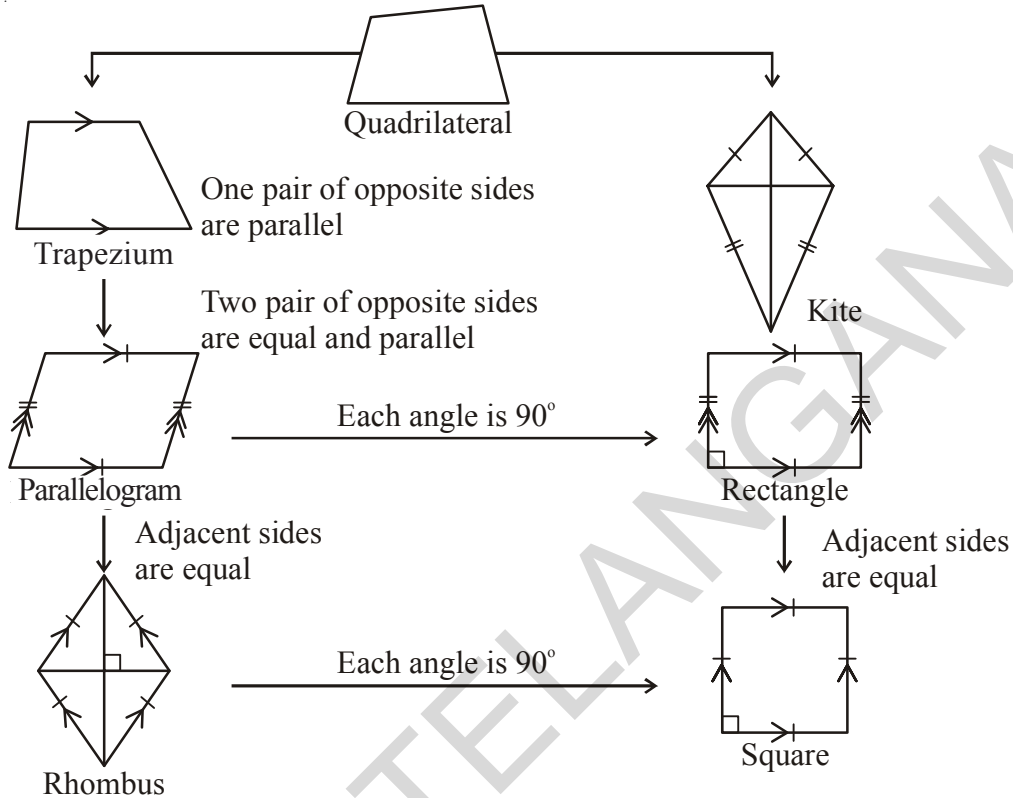 Quadrilateral
One pair of opposite sides
are parallel
Trapezium
Two pair of opposite sides
are equal and parallel
Kite
Each angle is 90°
Parallelogram
Rectangle
Adjacent sides
are equal
Adjacent sides
are equal
Each angle is 90°
Rhombus
Square
TELANGANA